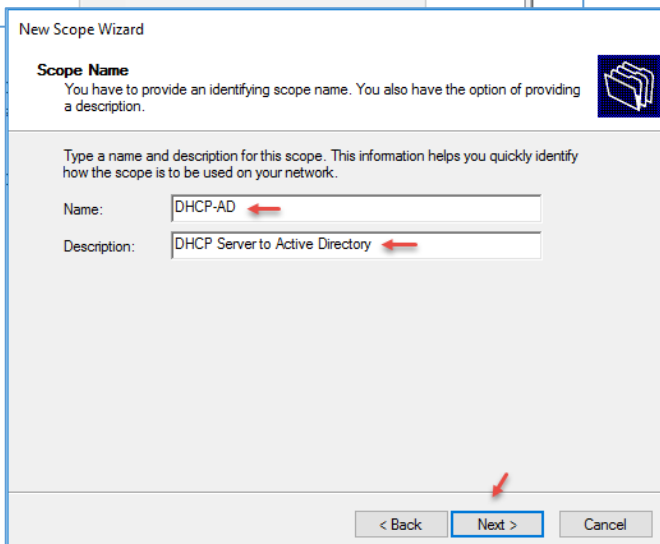 New Scope Wizard
Scope Name
You have to provide an identifying scope name. You also have the option of providing
a description.
Type a name and description for this scope. This information helps you quickly identify
how the scope is to be used on your network.
Name: DHCP-AD
Description: DHCP Server to Active Directory
< Back Next > Cancel